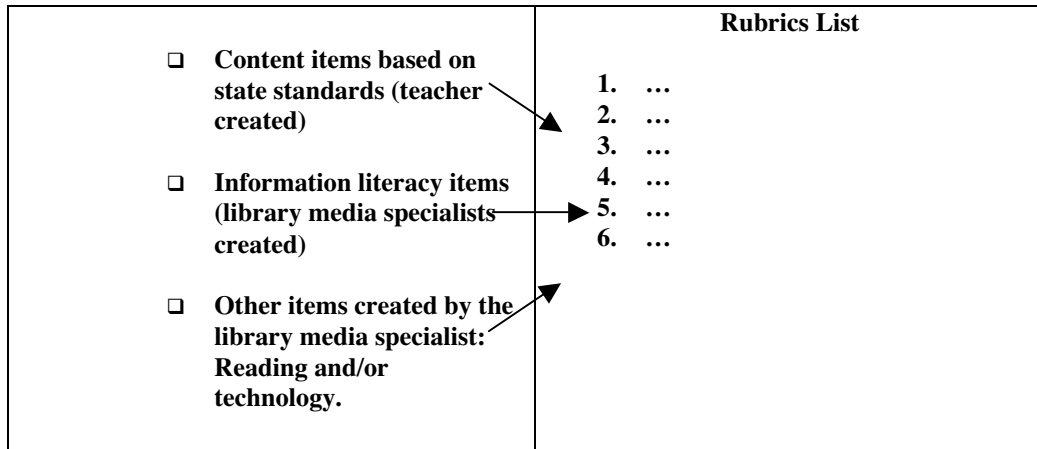 ❑ Content items based on
state standards (teacher
created)
❑ Information literacy items
(library media specialists
created)
❑ Other items created by the
library media specialist:
Reading and/or
technology.
Rubrics List
1. …
2. …
3. …
4. …
5. …
6. …